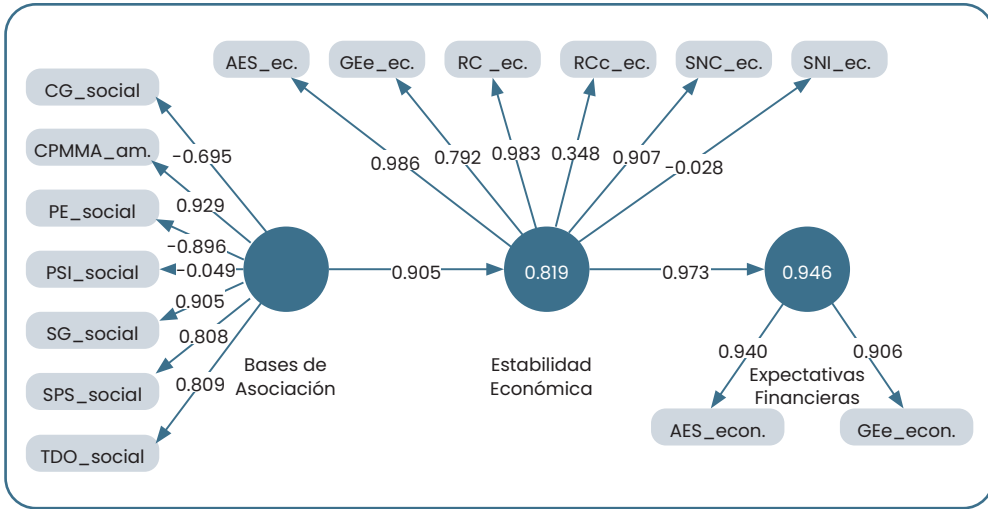 AES_ec.
GEe_ec.
RC _ec.
RCc_ec.
SNC_ec.
SNI_ec.
CG_social
CPMMA_am.
PE_social
PSI_social
SG_social
SPS_social
TDO_social
-0.695
0.929
-0.896
-0.049
0.905
0.808
0.809
0.986
0.792
0.983
0.348
0.907
-0.028
0.905
0.819
0.973
0.946
Bases de
Asociación
Estabilidad
Económica
0.940
0.906
Expectativas
Financieras
AES_econ.
GEe_econ.